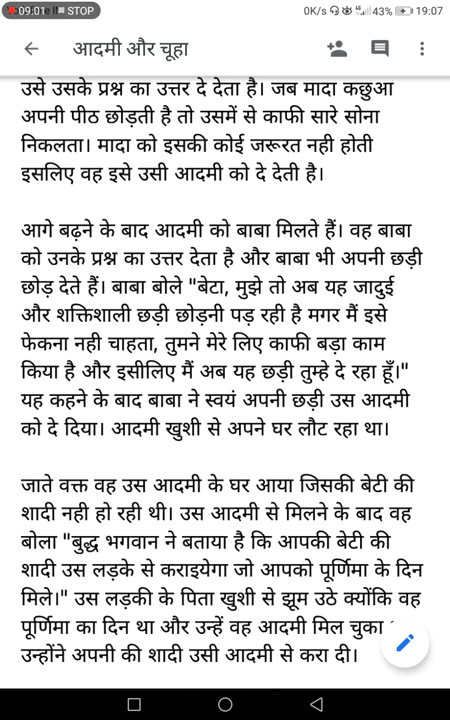 09:01 STOP 0K/s 43% 19:07
आदमी और चूहा
उसे उसके प्रश्न का उत्तर दे देता है। जब मादा कछुआ
अपनी पीठ छोड़ती है तो उसमें से काफी सारे सोना
निकलता। मादा को इसकी कोई जरूरत नही होती
इसलिए वह इसे उसी आदमी को दे देती है।
आगे बढ़ने के बाद आदमी को बाबा मिलते हैं। वह बाबा
को उनके प्रश्न का उत्तर देता है और बाबा भी अपनी छड़ी
छोड़ देते हैं। बाबा बोले "बेटा, मुझे तो अब यह जादुई
और शक्तिशाली छड़ी छोड़नी पड़ रही है मगर मैं इसे
फेकना नही चाहता, तुमने मेरे लिए काफी बड़ा काम
किया है और इसीलिए मैं अब यह छड़ी तुम्हे दे रहा हूँ।"
यह कहने के बाद बाबा ने स्वयं अपनी छड़ी उस आदमी
को दे दिया। आदमी खुशी से अपने घर लौट रहा था।
जाते वक्त वह उस आदमी के घर आया जिसकी बेटी की
शादी नही हो रही थी। उस आदमी से मिलने के बाद वह
बोला "बुद्ध भगवान ने बताया है कि आपकी बेटी की
शादी उस लड़के से कराइयेगा जो आपको पूर्णिमा के दिन
मिले।" उस लड़की के पिता खुशी से झूम उठे क्योंकि वह
पूर्णिमा का दिन था और उन्हें वह आदमी मिल चुका
उन्होंने अपनी की शादी उसी आदमी से करा दी।